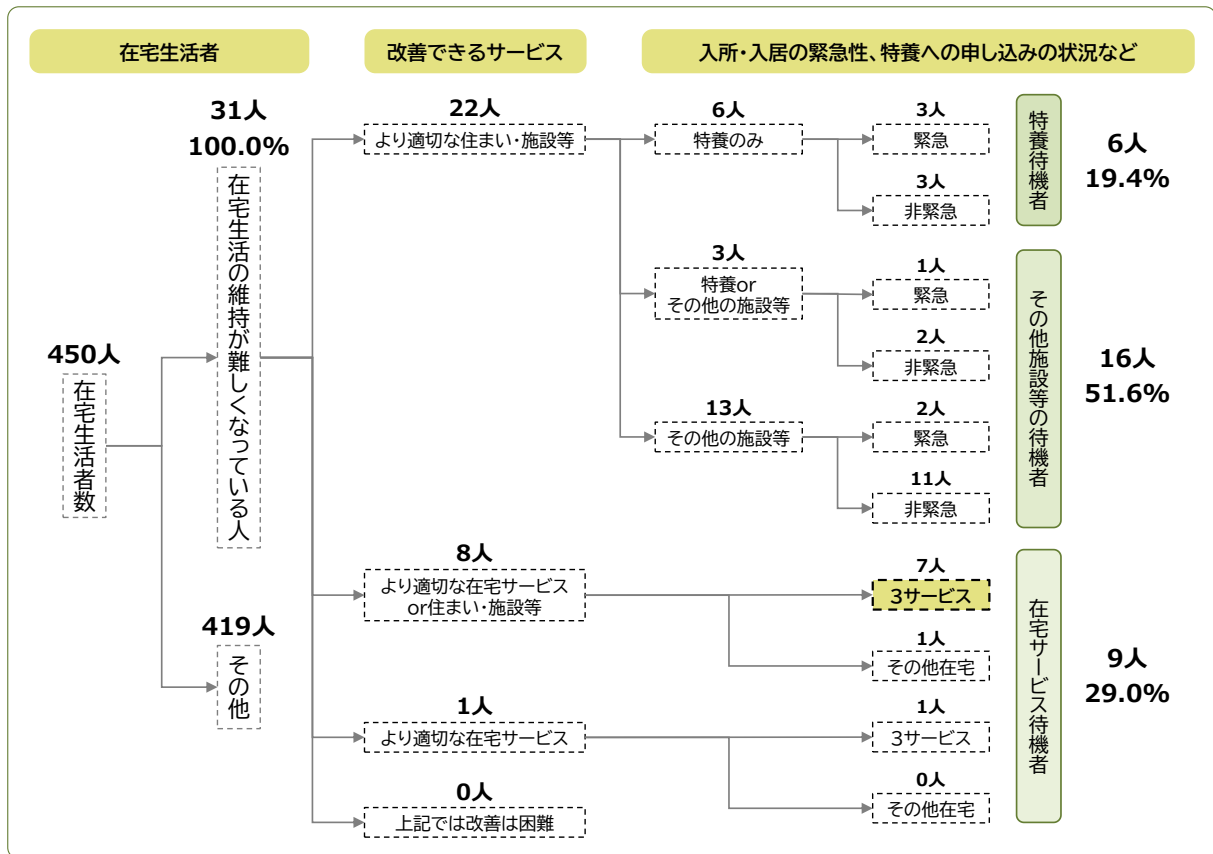 在宅生活者
改善できるサービス
入所・入居の緊急性、特養への申し込みの状況など
450人
在宅生活者数
31人
100.0%
在宅生活の維持が難しくなっている人
419人
その他
22人
より適切な住まい・施設等
8人
より適切な在宅サービス
or住まい・施設等
1人
より適切な在宅サービス
0人
上記では改善は困難
6人
特養のみ
3人
特養or
その他の施設等
13人
その他の施設等
3人
緊急
3人
非緊急
1人
緊急
2人
非緊急
2人
緊急
11人
非緊急
7人
3サービス
1人
その他在宅
1人
3サービス
0人
その他在宅
特養待機者
6人
19.4%
その他施設等の待機者
16人
51.6%
在宅サービス待機者
9人
29.0%